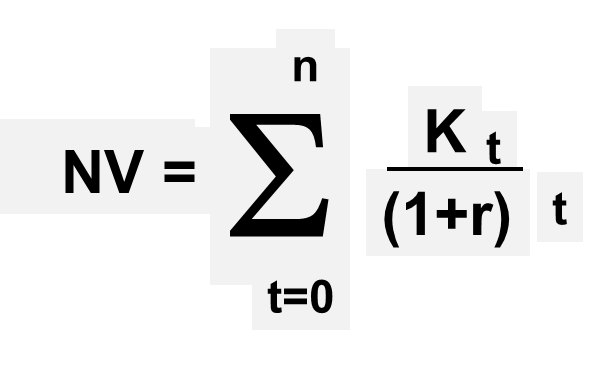 n
NV = ∑ K t
(1+r) t
t=0